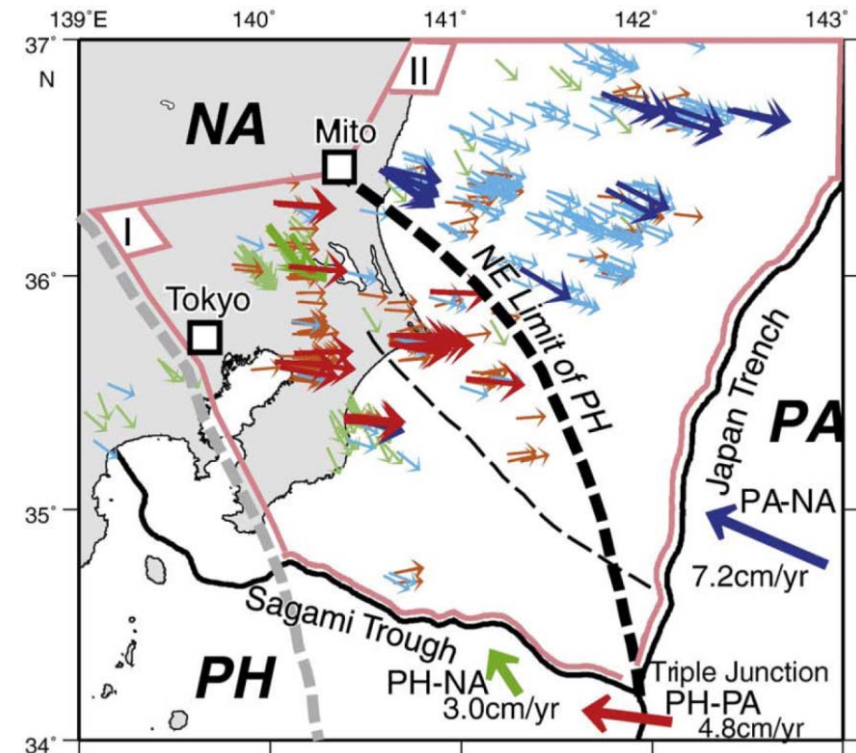 139°E 140° 141° 142° 143°
37°
N
II
NA
Mito
I
36°
NE Limit of PH
Tokyo
Japan Trench
PA
35°
PA-NA
7.2cm/yr
Sagami Trough
PH
PH-NA
3.0cm/yr
Triple Junction
PH-PA
4.8cm/yr
34°